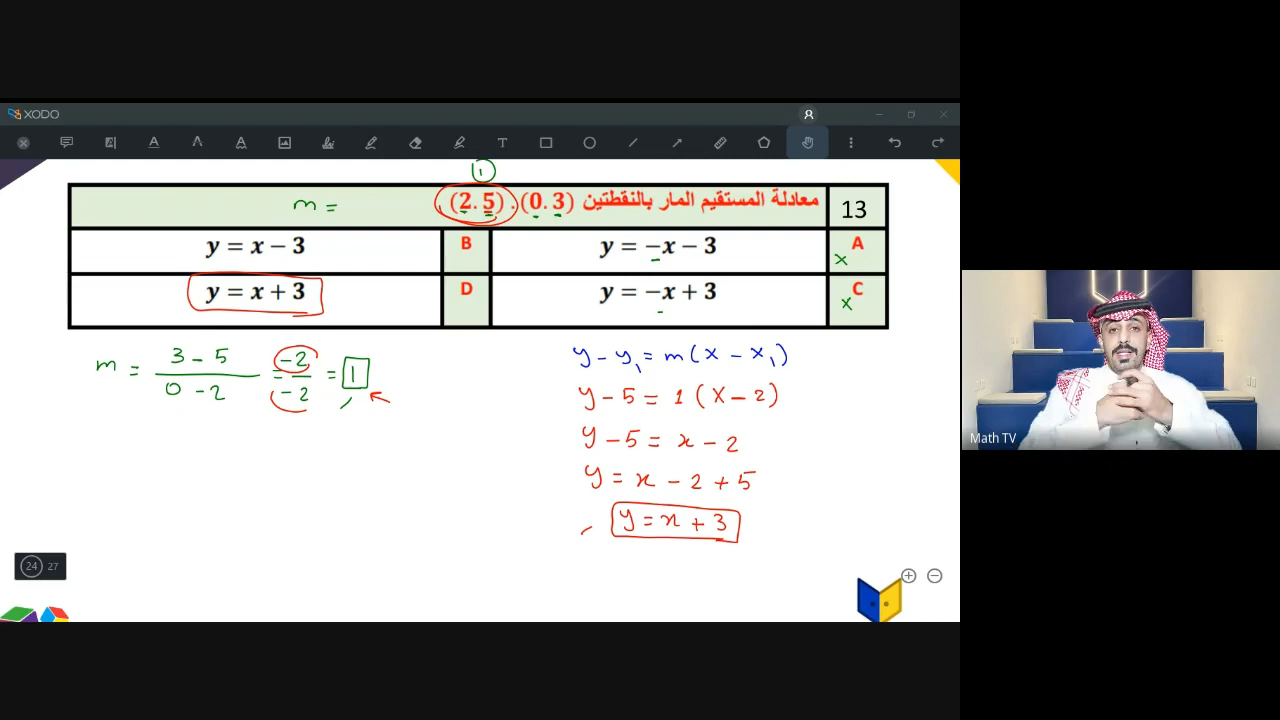 XODO
①
13 معادلة المستقيم المار بالنقطتين (0.3) . (2.5) m =
A y = −x − 3 B y = x − 3
x
C y = −x + 3 D y = x + 3
x
m = 3 - 5 / 0 - 2 = -2 / -2 = 1
y - y₁ = m(x - x₁)
y - 5 = 1 (x - 2)
y - 5 = x - 2
y = x - 2 + 5
y = x + 3
24 27
Math TV